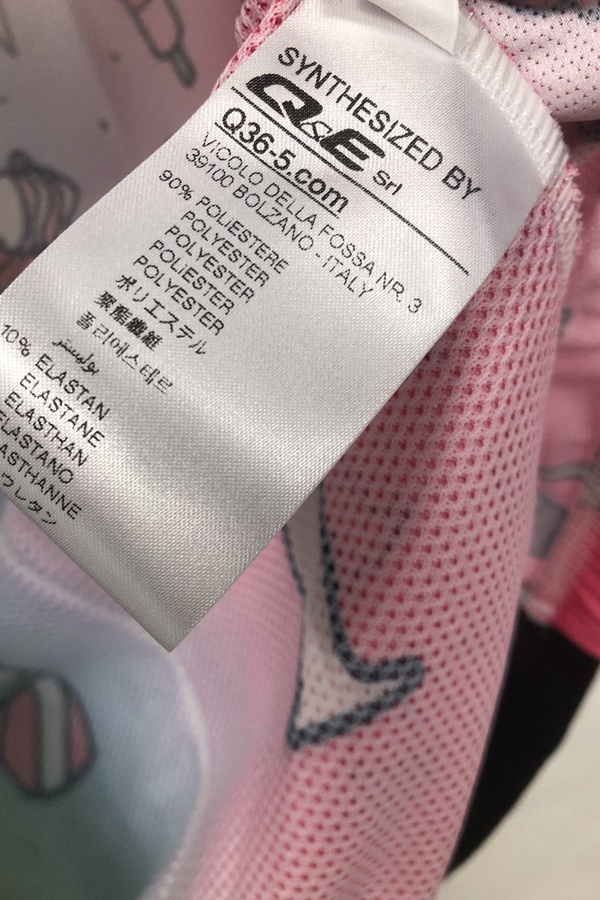 SYNTHESIZED BY
Q&E Srl
Q36-5.com
VICOLO DELLA FOSSA NR. 3
39100 BOLZANO - ITALY
90% POLIESTERE
POLYESTER
POLYESTER
POLIESTER
POLYESTER
ポリエステル
聚酯纖維
폴리에스테르
بوليستر
10% ELASTAN
ELASTANE
ELASTHAN
ELASTANO
ELASTHANNE
ウレタン